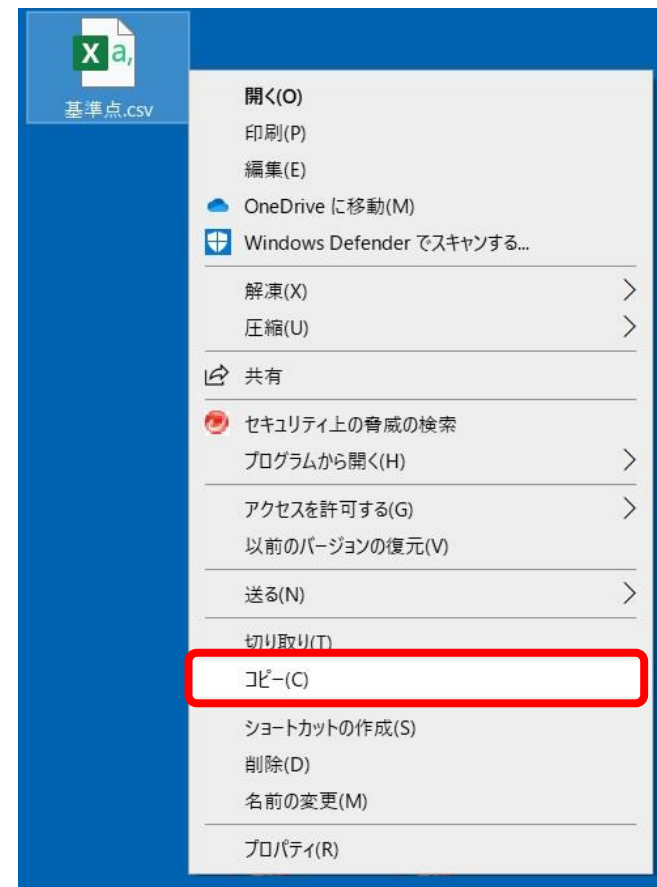 X a,
基準点.csv
開く(O)
印刷(P)
編集(E)
OneDrive に移動(M)
Windows Defender でスキャンする...
解凍(X)
圧縮(U)
共有
セキュリティ上の脅威の検索
プログラムから開く(H)
アクセスを許可する(G)
以前のバージョンの復元(V)
送る(N)
切り取り(T)
コピー(C)
ショートカットの作成(S)
削除(D)
名前の変更(M)
プロパティ(R)